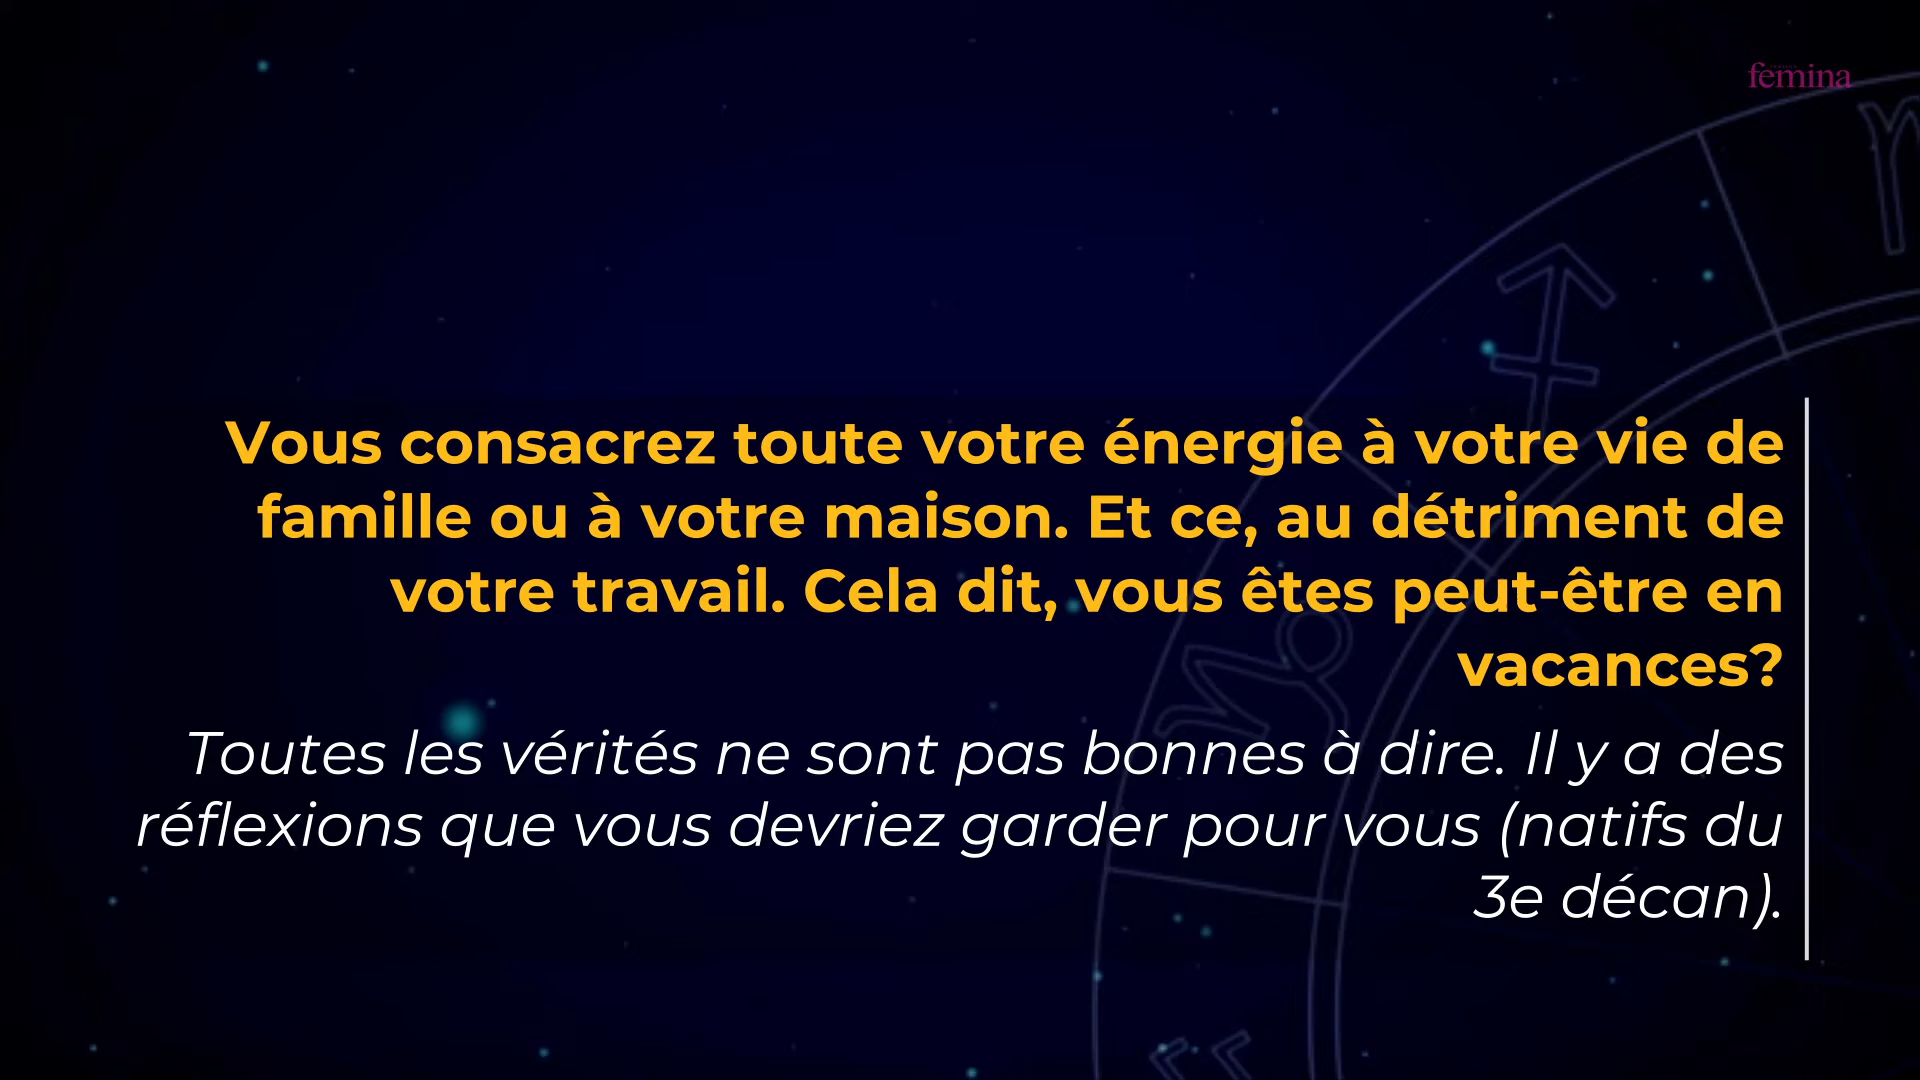 femina
Vous consacrez toute votre énergie à votre vie de
famille ou à votre maison. Et ce, au détriment de
votre travail. Cela dit, vous êtes peut-être en
vacances?
Toutes les vérités ne sont pas bonnes à dire. Il y a des
réflexions que vous devriez garder pour vous (natifs du
3e décan).